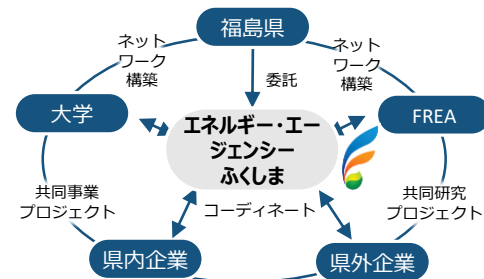 福島県
ネット
ワーク
構築
ネット
ワーク
構築
委託
大学
エネルギー・エー
ジェンシー
ふくしま
FREA
共同事業
プロジェクト
コーディネート
共同研究
プロジェクト
県内企業
県外企業